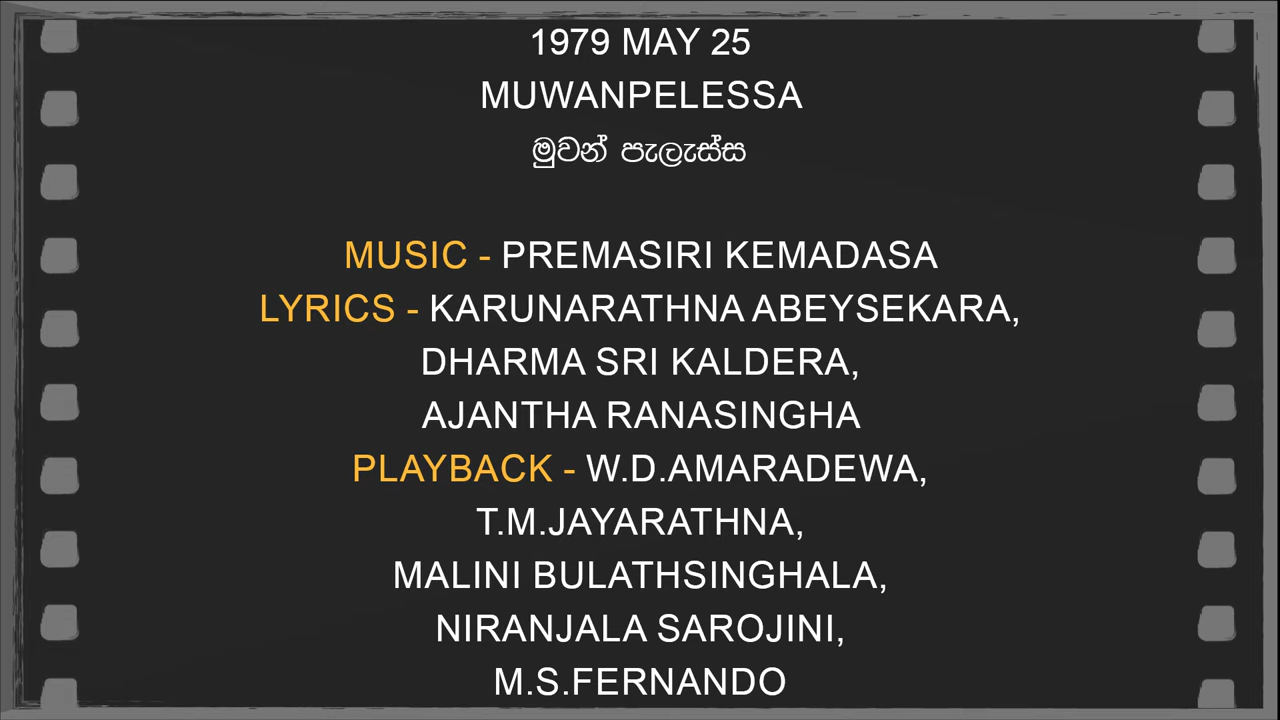 1979 MAY 25
MUWANPELESSA
මුවන් පැලැස්ස
MUSIC - PREMASIRI KEMADASA
LYRICS - KARUNARATHNA ABEYSEKARA,
DHARMA SRI KALDERA,
AJANTHA RANASINGHA
PLAYBACK - W.D.AMARADEWA,
T.M.JAYARATHNA,
MALINI BULATHSINGHALA,
NIRANJALA SAROJINI,
M.S.FERNANDO